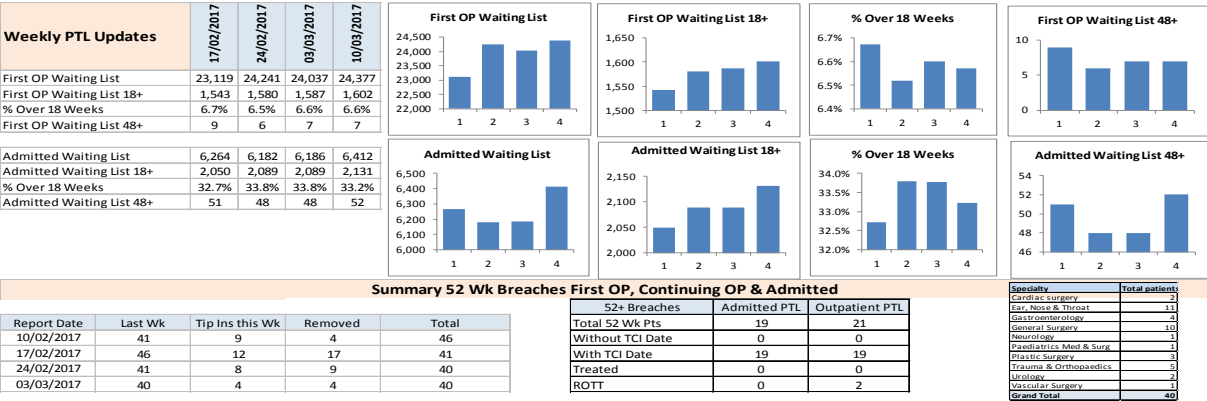 Weekly PTL Updates 17/02/2017 24/02/2017 03/03/2017 10/03/2017
First OP Waiting List 23,119 24,241 24,037 24,377
First OP Waiting List 18+ 1,543 1,580 1,587 1,602
% Over 18 Weeks 6.7% 6.5% 6.6% 6.6%
First OP Waiting List 48+ 9 6 7 7
Admitted Waiting List 6,264 6,182 6,186 6,412
Admitted Waiting List 18+ 2,050 2,089 2,089 2,131
% Over 18 Weeks 32.7% 33.8% 33.8% 33.2%
Admitted Waiting List 48+ 51 48 48 52
First OP Waiting List
24,500
24,000
23,500
23,000
22,500
22,000
1 2 3 4
First OP Waiting List 18+
1,650
1,600
1,550
1,500
1 2 3 4
% Over 18 Weeks
6.7%
6.6%
6.5%
6.4%
1 2 3 4
First OP Waiting List 48+
10
5
0
1 2 3 4
Admitted Waiting List
6,500
6,400
6,300
6,200
6,100
6,000
1 2 3 4
Admitted Waiting List 18+
2,150
2,100
2,050
2,000
1 2 3 4
% Over 18 Weeks
34.0%
33.5%
33.0%
32.5%
32.0%
1 2 3 4
Admitted Waiting List 48+
54
52
50
48
46
1 2 3 4
Summary 52 Wk Breaches First OP, Continuing OP & Admitted
Report Date Last Wk Tip Ins this Wk Removed Total
10/02/2017 41 9 4 46
17/02/2017 46 12 17 41
24/02/2017 41 8 9 40
03/03/2017 40 4 4 40
52+ Breaches Admitted PTL Outpatient PTL
Total 52 Wk Pts 19 21
Without TCI Date 0 0
With TCI Date 19 19
Treated 0 0
ROTT 0 2
Specialty Total patients
Cardiac surgery 2
Ear, Nose & Throat 11
Gastroenterology 4
General Surgery 10
Neurology 1
Paediatrics Med & Surg 1
Plastic Surgery 3
Trauma & Orthopaedics 5
Urology 2
Vascular Surgery 1
Grand Total 40